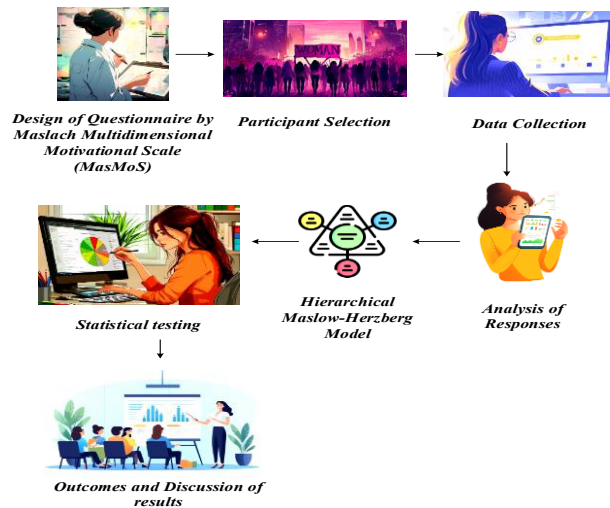 WOMAN
Design of Questionnaire by
Maslach Multidimensional
Motivational Scale
(MasMoS)
Participant Selection
Data Collection
Analysis of
Responses
Hierarchical
Maslow-Herzberg
Model
Statistical testing
Outcomes and Discussion of
results